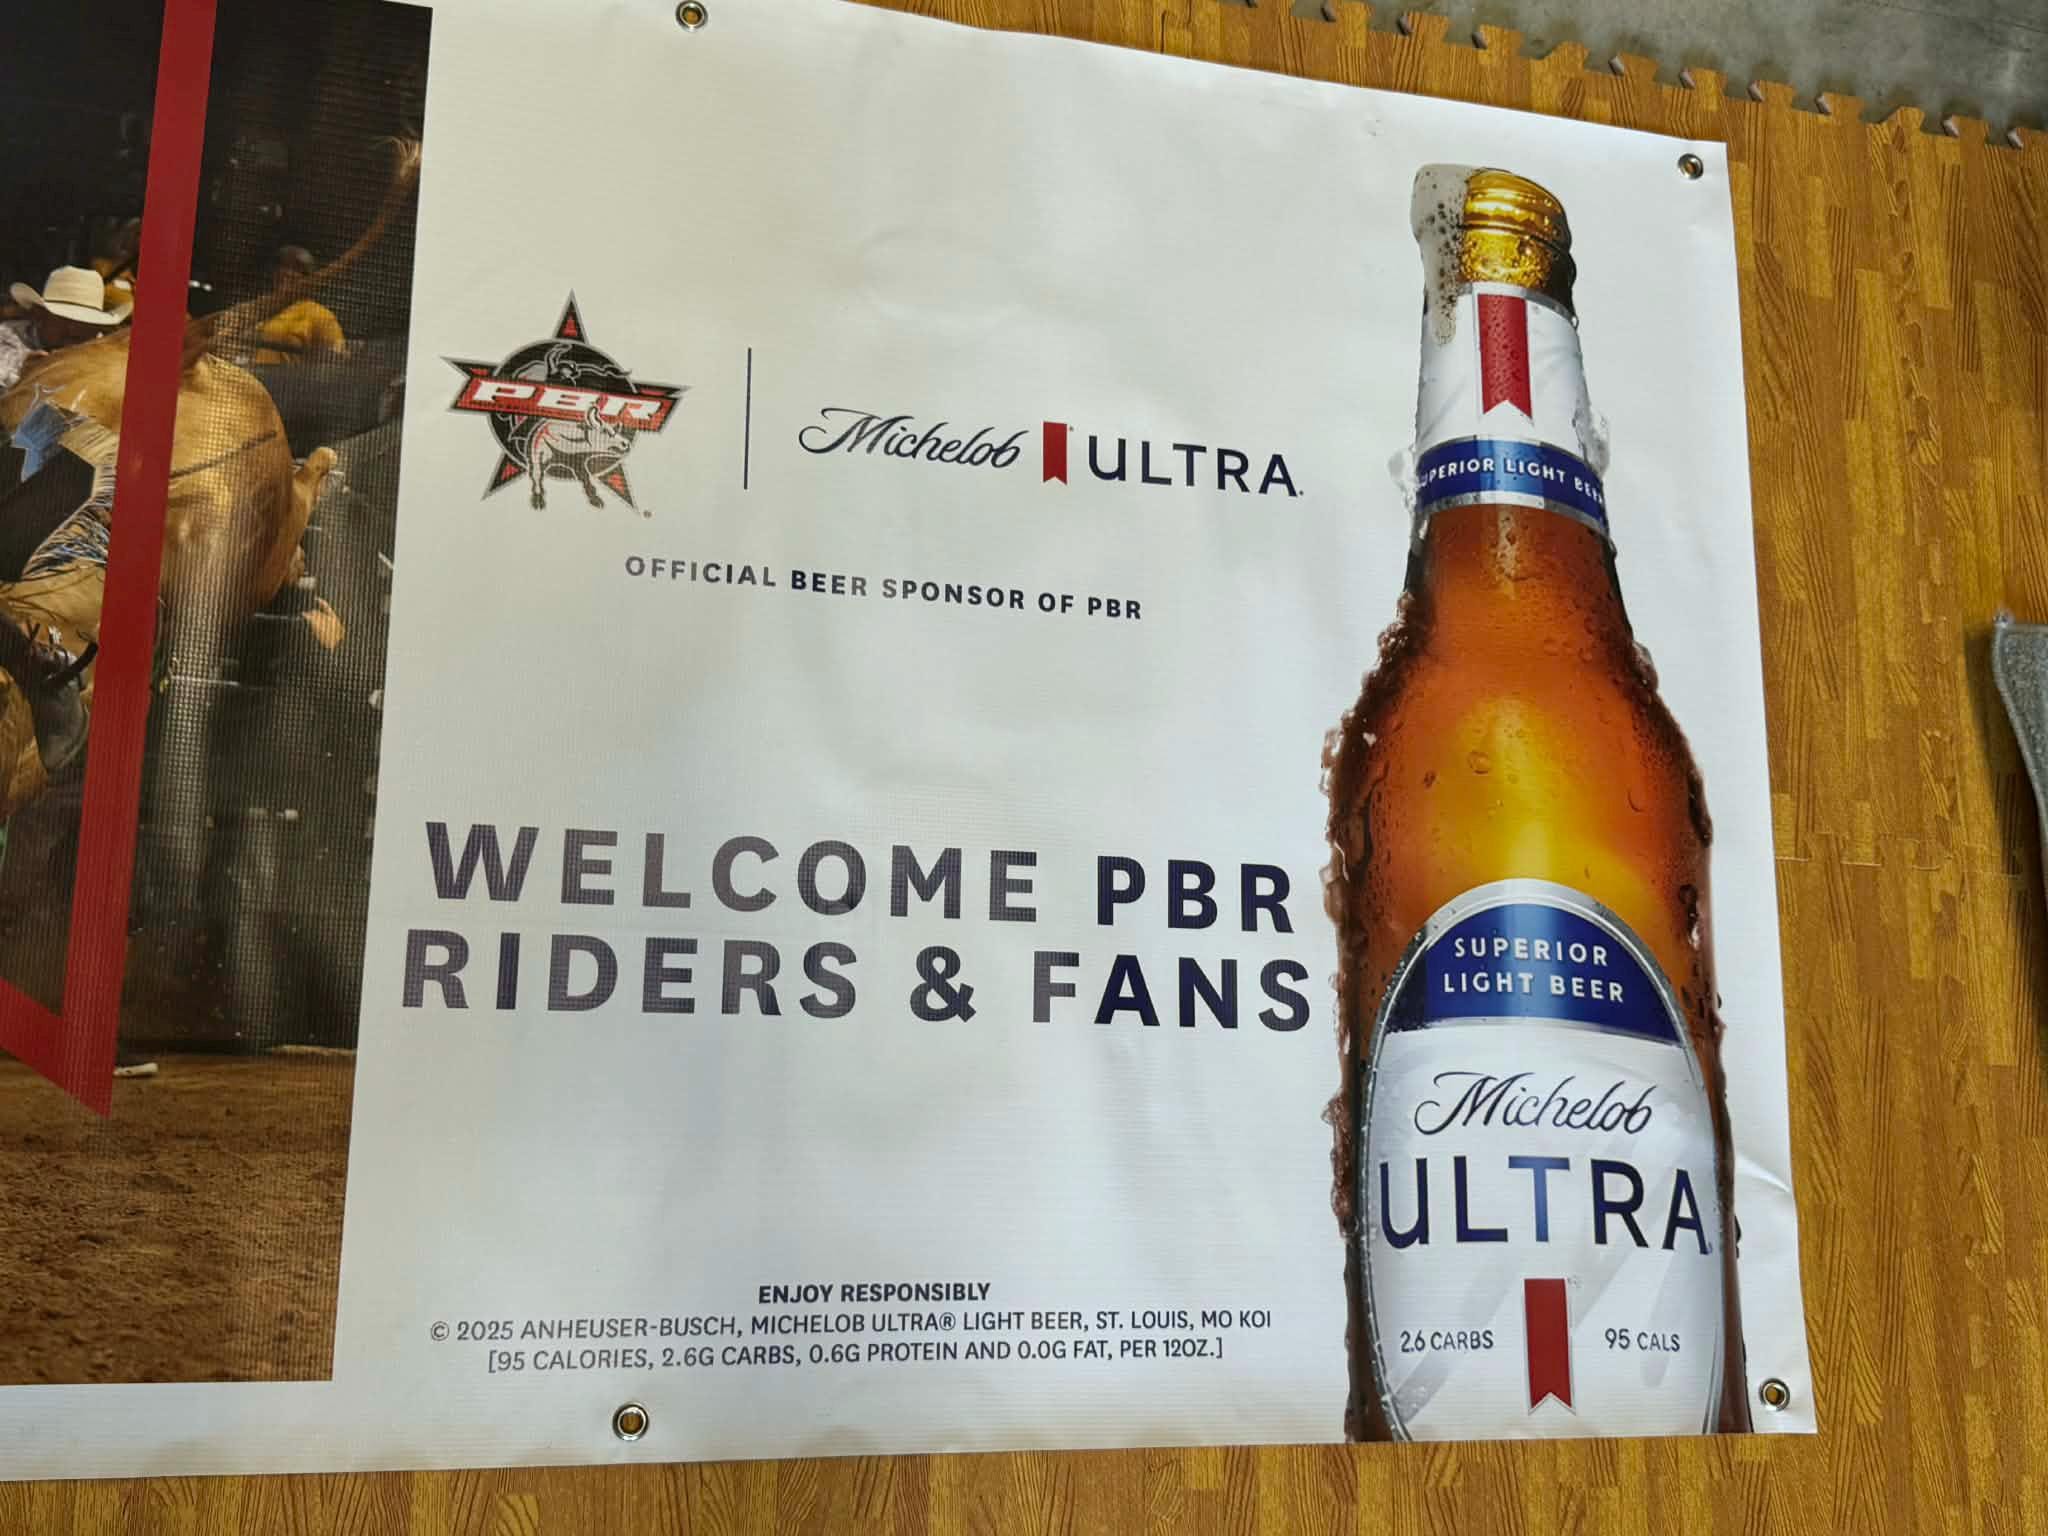 PBR
Michelob ULTRA
OFFICIAL BEER SPONSOR OF PBR
WELCOME PBR
RIDERS & FANS
ENJOY RESPONSIBLY
© 2025 ANHEUSER-BUSCH, MICHELOB ULTRA® LIGHT BEER, ST. LOUIS, MO KOI
[95 CALORIES, 2.6G CARBS, 0.6G PROTEIN AND 0.0G FAT, PER 12OZ.]
SUPERIOR LIGHT BEER
SUPERIOR
LIGHT BEER
Michelob
ULTRA
2.6 CARBS 95 CALS